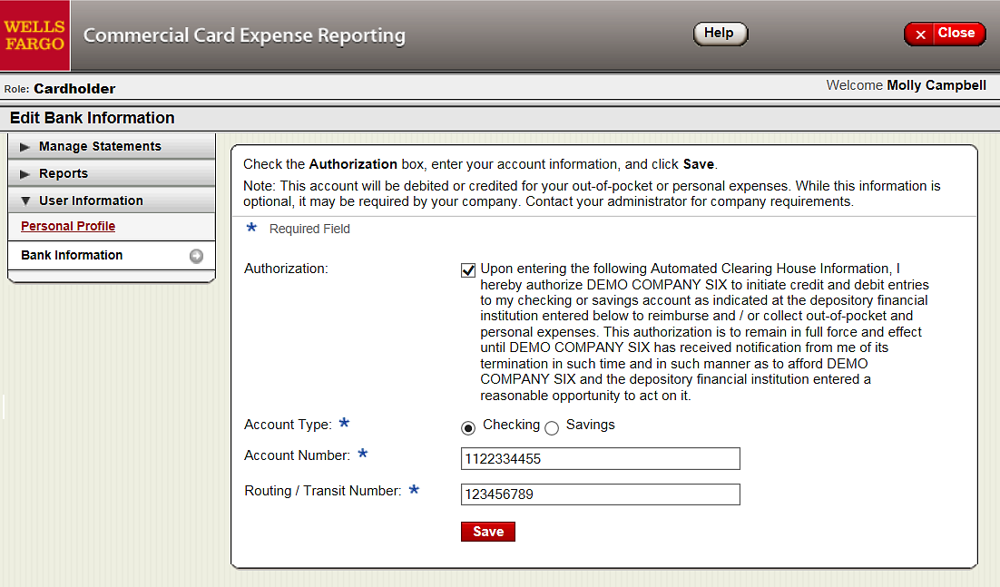 WELLS
FARGO
Commercial Card Expense Reporting
Help
Close
Role: Cardholder
Welcome Molly Campbell
Edit Bank Information
Manage Statements
Reports
User Information
Personal Profile
Bank Information
Check the Authorization box, enter your account information, and click Save.
Note: This account will be debited or credited for your out-of-pocket or personal expenses. While this information is
optional, it may be required by your company. Contact your administrator for company requirements.
* Required Field
Authorization:
Upon entering the following Automated Clearing House Information, I
hereby authorize DEMO COMPANY SIX to initiate credit and debit entries
to my checking or savings account as indicated at the depository financial
institution entered below to reimburse and / or collect out-of-pocket and
personal expenses. This authorization is to remain in full force and effect
until DEMO COMPANY SIX has received notification from me of its
termination in such time and in such manner as to afford DEMO
COMPANY SIX and the depository financial institution entered a
reasonable opportunity to act on it.
Account Type: * Checking Savings
Account Number: * 1122334455
Routing / Transit Number: * 123456789
Save